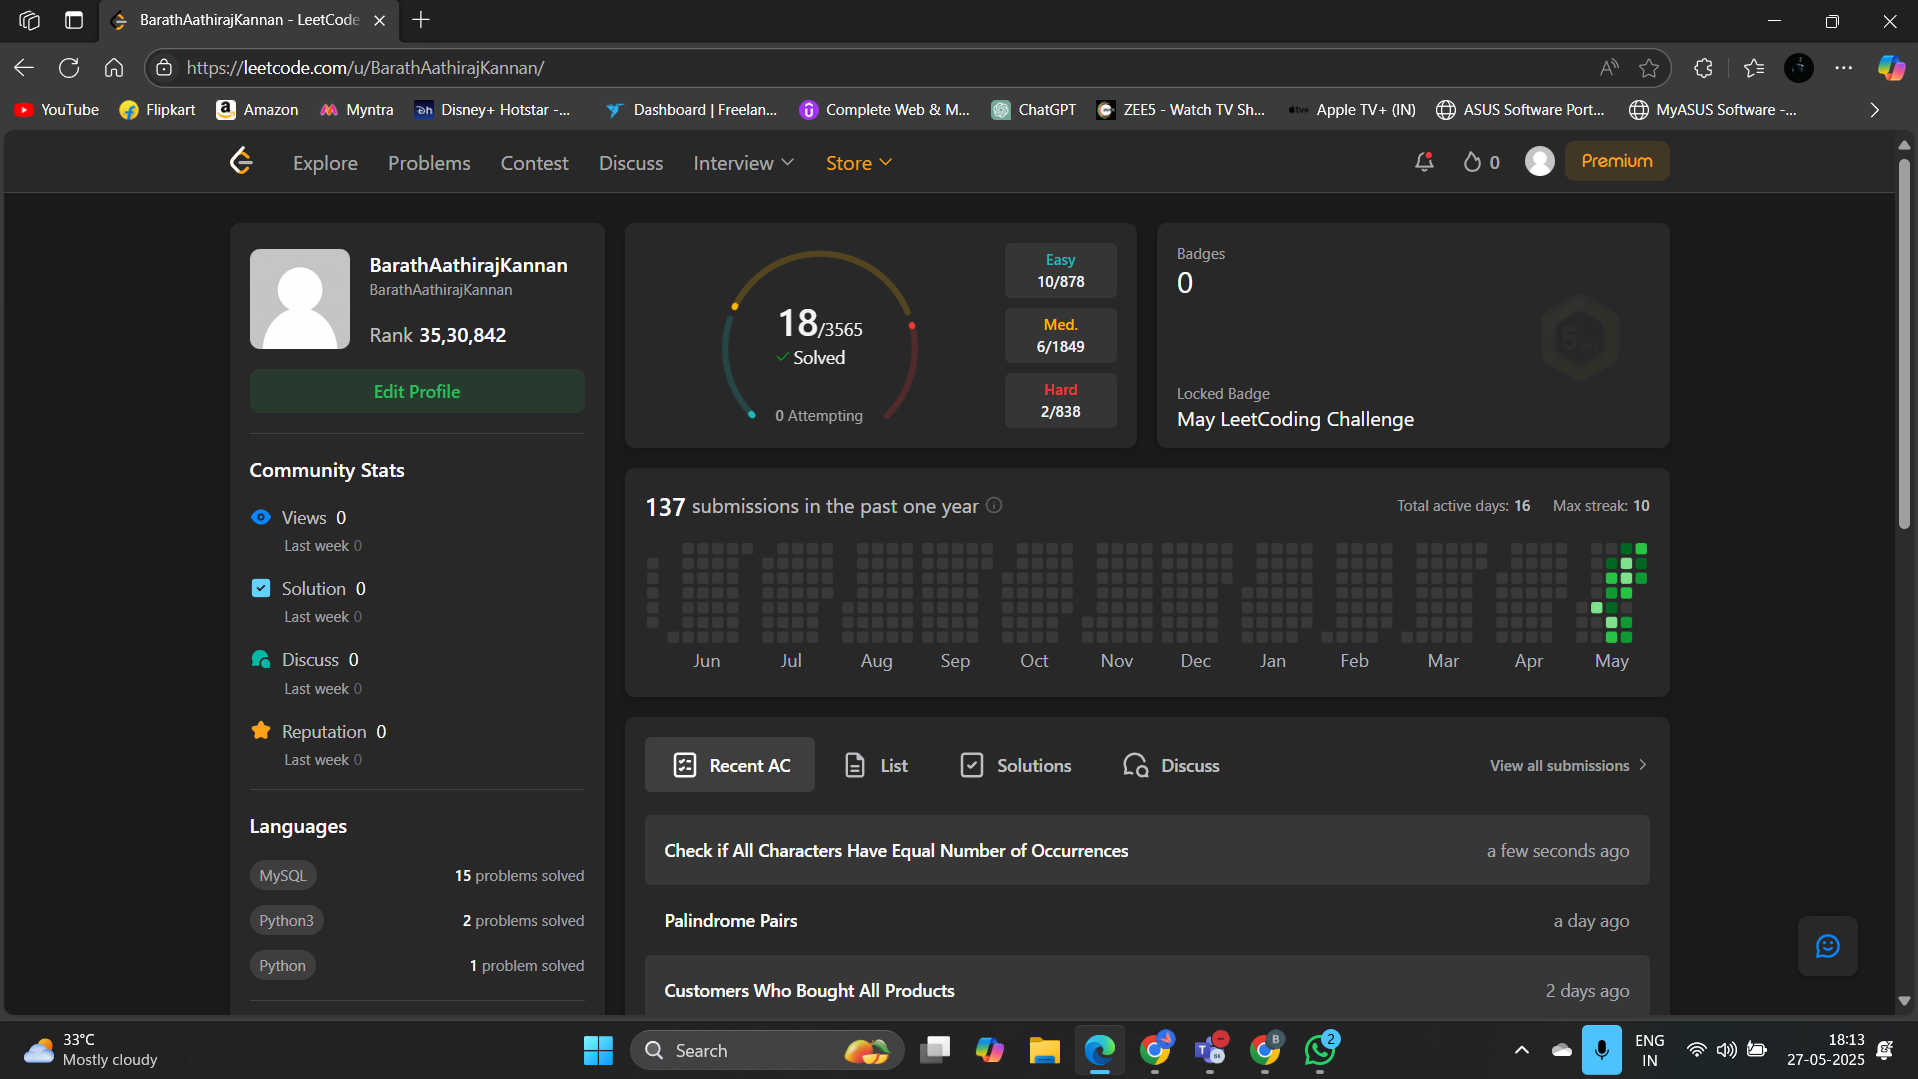 BarathAathirajKannan - LeetCode
https://leetcode.com/u/BarathAathirajKannan/
YouTube Flipkart Amazon Myntra Disney+ Hotstar -... Dashboard | Freelan... Complete Web & M... ChatGPT ZEE5 - Watch TV Sh... Apple TV+ (IN) ASUS Software Port... MyASUS Software -...
Explore Problems Contest Discuss Interview Store 0 Premium
BarathAathirajKannan
BarathAathirajKannan
Rank 35,30,842
Edit Profile
Community Stats
Views 0
Last week 0
Solution 0
Last week 0
Discuss 0
Last week 0
Reputation 0
Last week 0
Languages
MySQL 15 problems solved
Python3 2 problems solved
Python 1 problem solved
18/3565
Solved
0 Attempting
Easy
10/878
Med.
6/1849
Hard
2/838
Badges
0
Locked Badge
May LeetCoding Challenge
137 submissions in the past one year Total active days: 16 Max streak: 10
Jun Jul Aug Sep Oct Nov Dec Jan Feb Mar Apr May
Recent AC List Solutions Discuss View all submissions
Check if All Characters Have Equal Number of Occurrences a few seconds ago
Palindrome Pairs a day ago
Customers Who Bought All Products 2 days ago
33°C
Mostly cloudy
Search
2
ENG
IN
18:13
27-05-2025